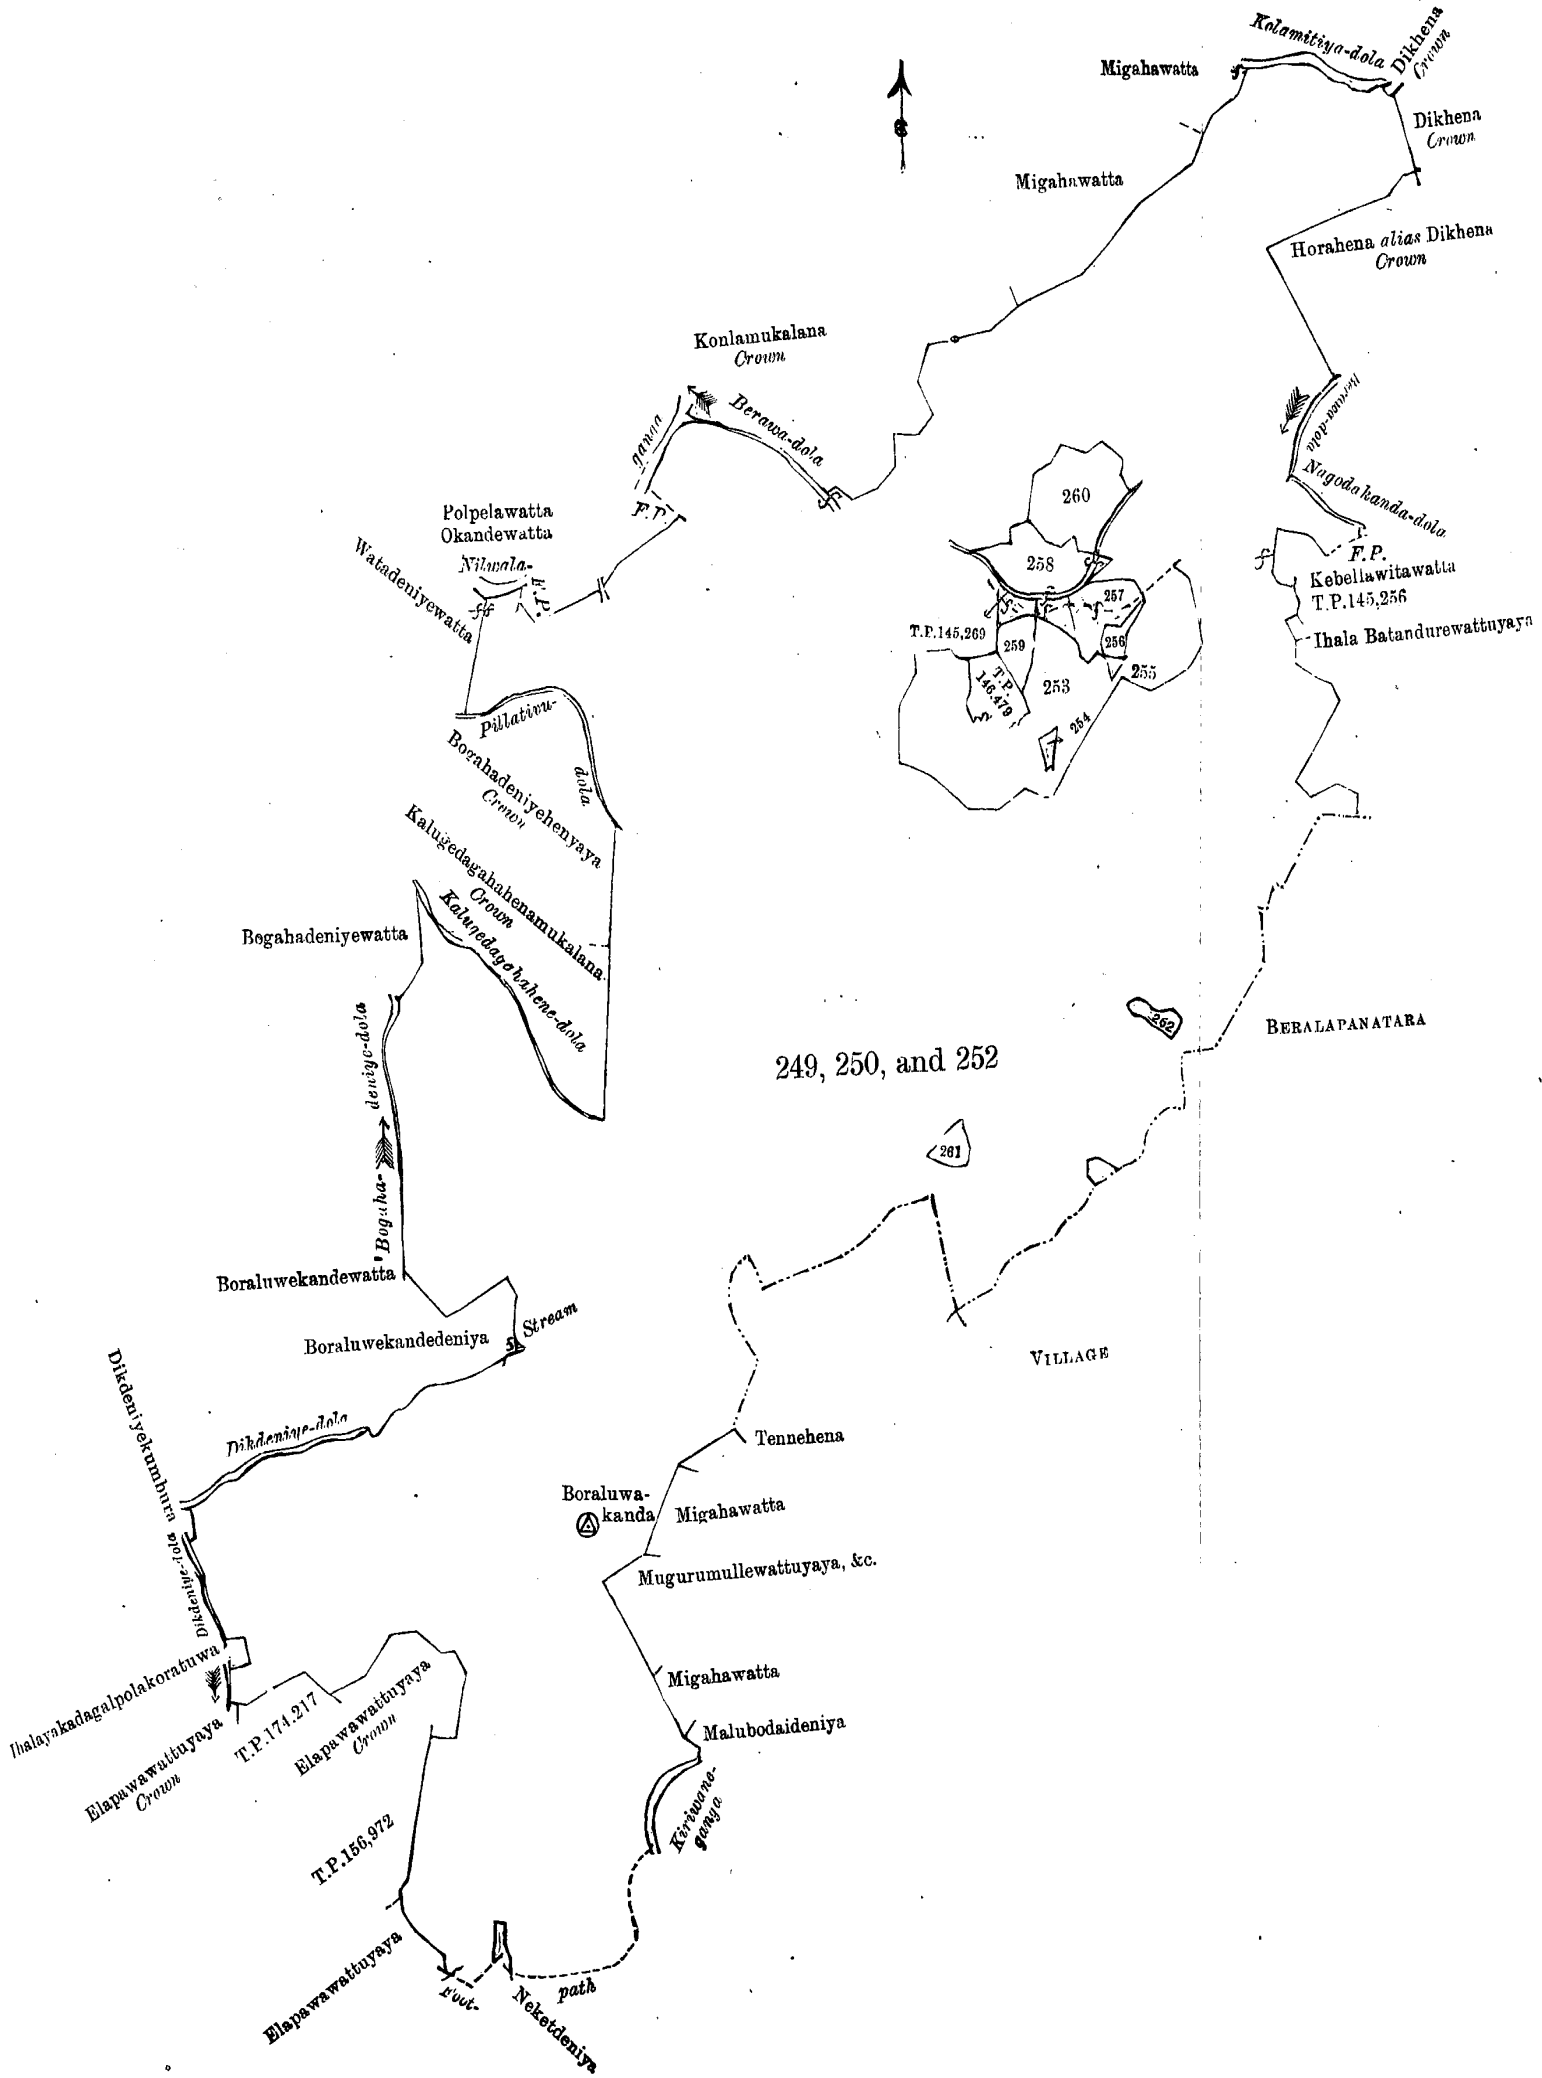 Kolamitiya-dola
Dikhena
Crown
Migahawatta
Dikhena
Crown
Migahawatta
Horahena alias Dikhena
Crown
Konlamukalana
Crown
Berawa-dola
ganga
F.P.
Berawa-dola
Nagodakanda-dola
F.P.
Kebellawitawatta
T.P.145,256
Ihala Batandurewattuyaya
Polpelawatta
Okandewatta
Nilwala-
F.P.
Watadeniyewatta
260
258
257
T.P.145,269
259
256
255
T.P.
146,479
253
254
Pillativu-
dola
Bogahadeniyehenyaya
Crown
Kalugedagahahenamukalana
Crown
Kalugedagahahene-dola
Bogahadeniyewatta
deniye-dola
Bogaha-
262
BERALAPANATARA
249, 250, and 252
261
Boraluwekandewatta
Boraluwekandedeniya
Stream
VILLAGE
Dikdeniyekumbura
Dikdeniye-dola
Tennehena
Boraluwa-
kanda
Migahawatta
Mugurumullewattuyaya, &c.
Dikdeniye-dola
Ihalayakadagalpolakoratuwa
Migahawatta
Malubodaideniya
Elapawawattuyaya
Crown
T.P.174,217
Elapawawattuyaya
Crown
Kiriwane-
ganga
T.P.156,972
Elapawawattuyaya
Foot-
path
Neketdeniya